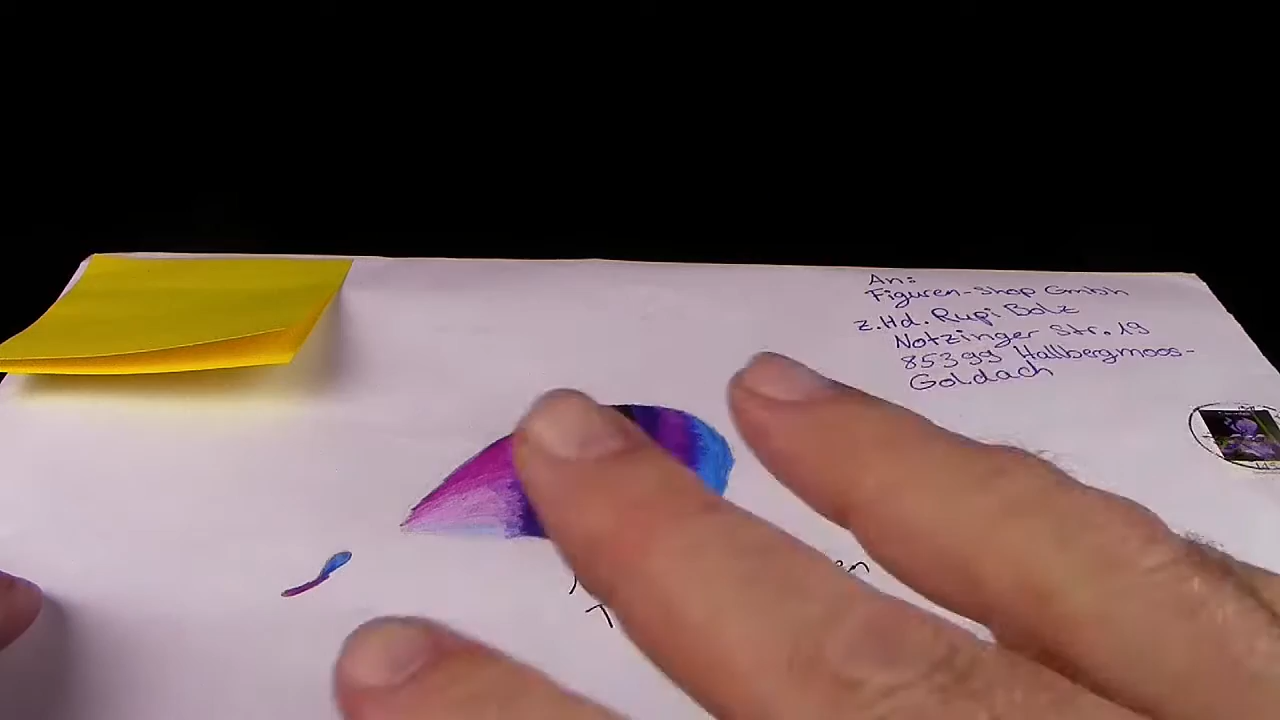 An:
Figuren-Shop Gmbh
z.Hd. Rupi Bolz
Notzinger Str. 19
85399 Hallbergmoos-
Goldach